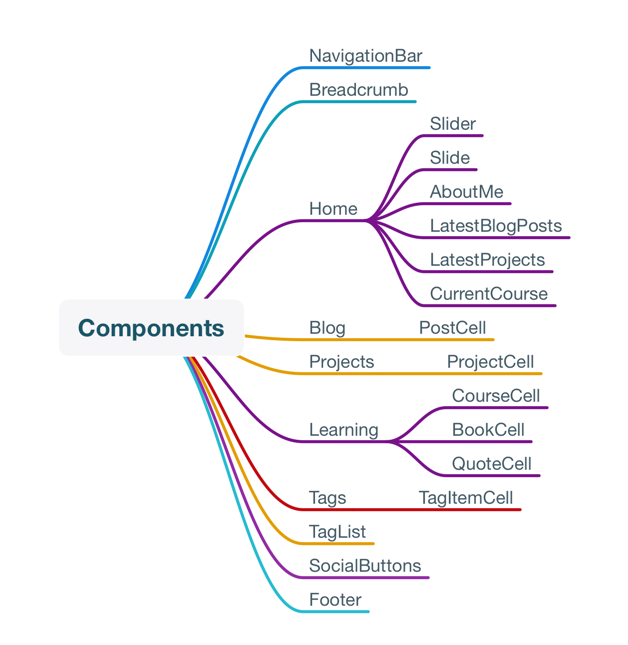 NavigationBar
Breadcrumb
Home
Slider
Slide
AboutMe
LatestBlogPosts
LatestProjects
CurrentCourse
Components
Blog
PostCell
Projects
ProjectCell
Learning
CourseCell
BookCell
QuoteCell
Tags
TagItemCell
TagList
SocialButtons
Footer